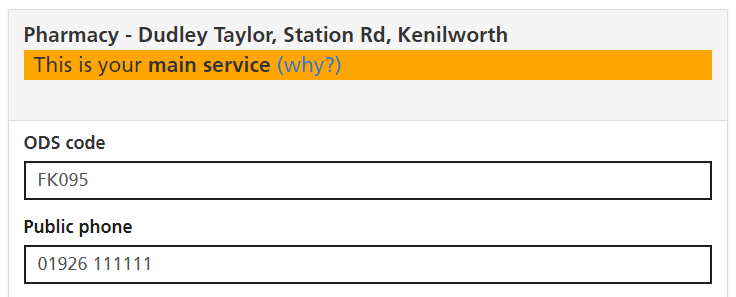 Pharmacy - Dudley Taylor, Station Rd, Kenilworth
This is your main service (why?)
ODS code
FK095
Public phone
01926 111111